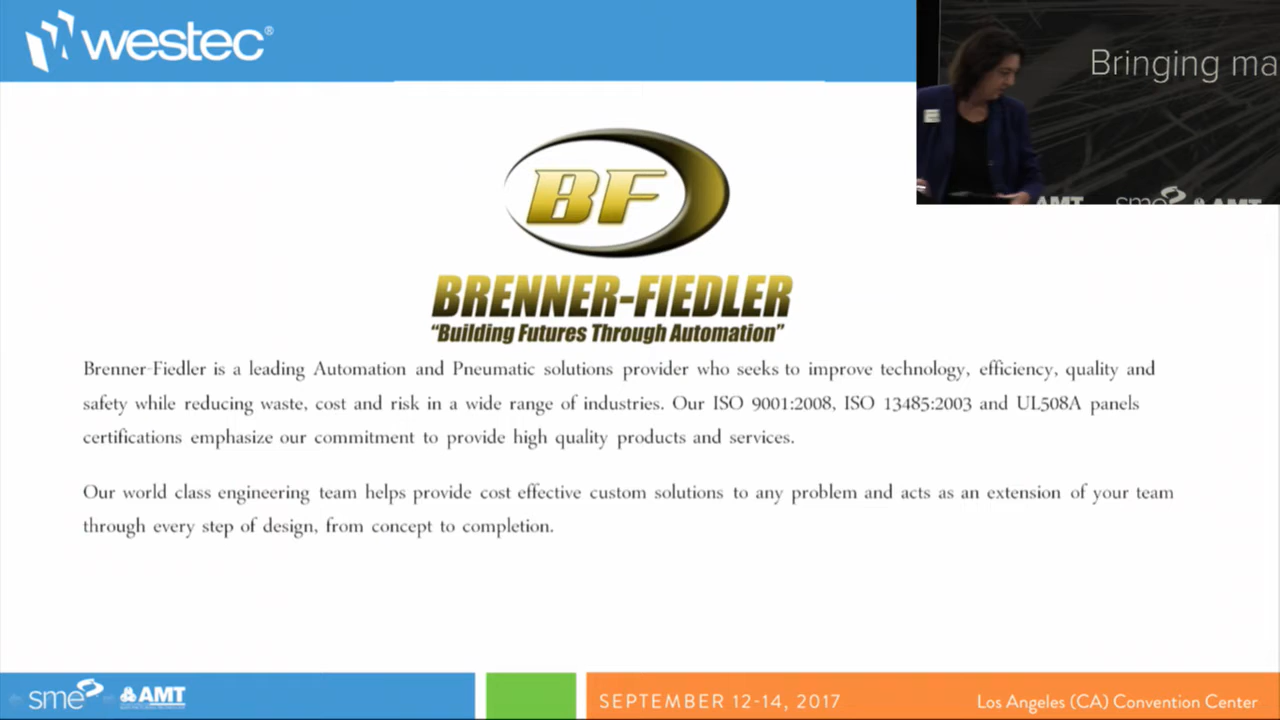 westec®
Bringing ma
AMT sme AMT
BF
BRENNER-FIEDLER
"Building Futures Through Automation"
Brenner-Fiedler is a leading Automation and Pneumatic solutions provider who seeks to improve technology, efficiency, quality and
safety while reducing waste, cost and risk in a wide range of industries. Our ISO 9001:2008, ISO 13485:2003 and UL508A panels
certifications emphasize our commitment to provide high quality products and services.
Our world class engineering team helps provide cost effective custom solutions to any problem and acts as an extension of your team
through every step of design, from concept to completion.
sme AMT
SEPTEMBER 12-14, 2017
Los Angeles (CA) Convention Center